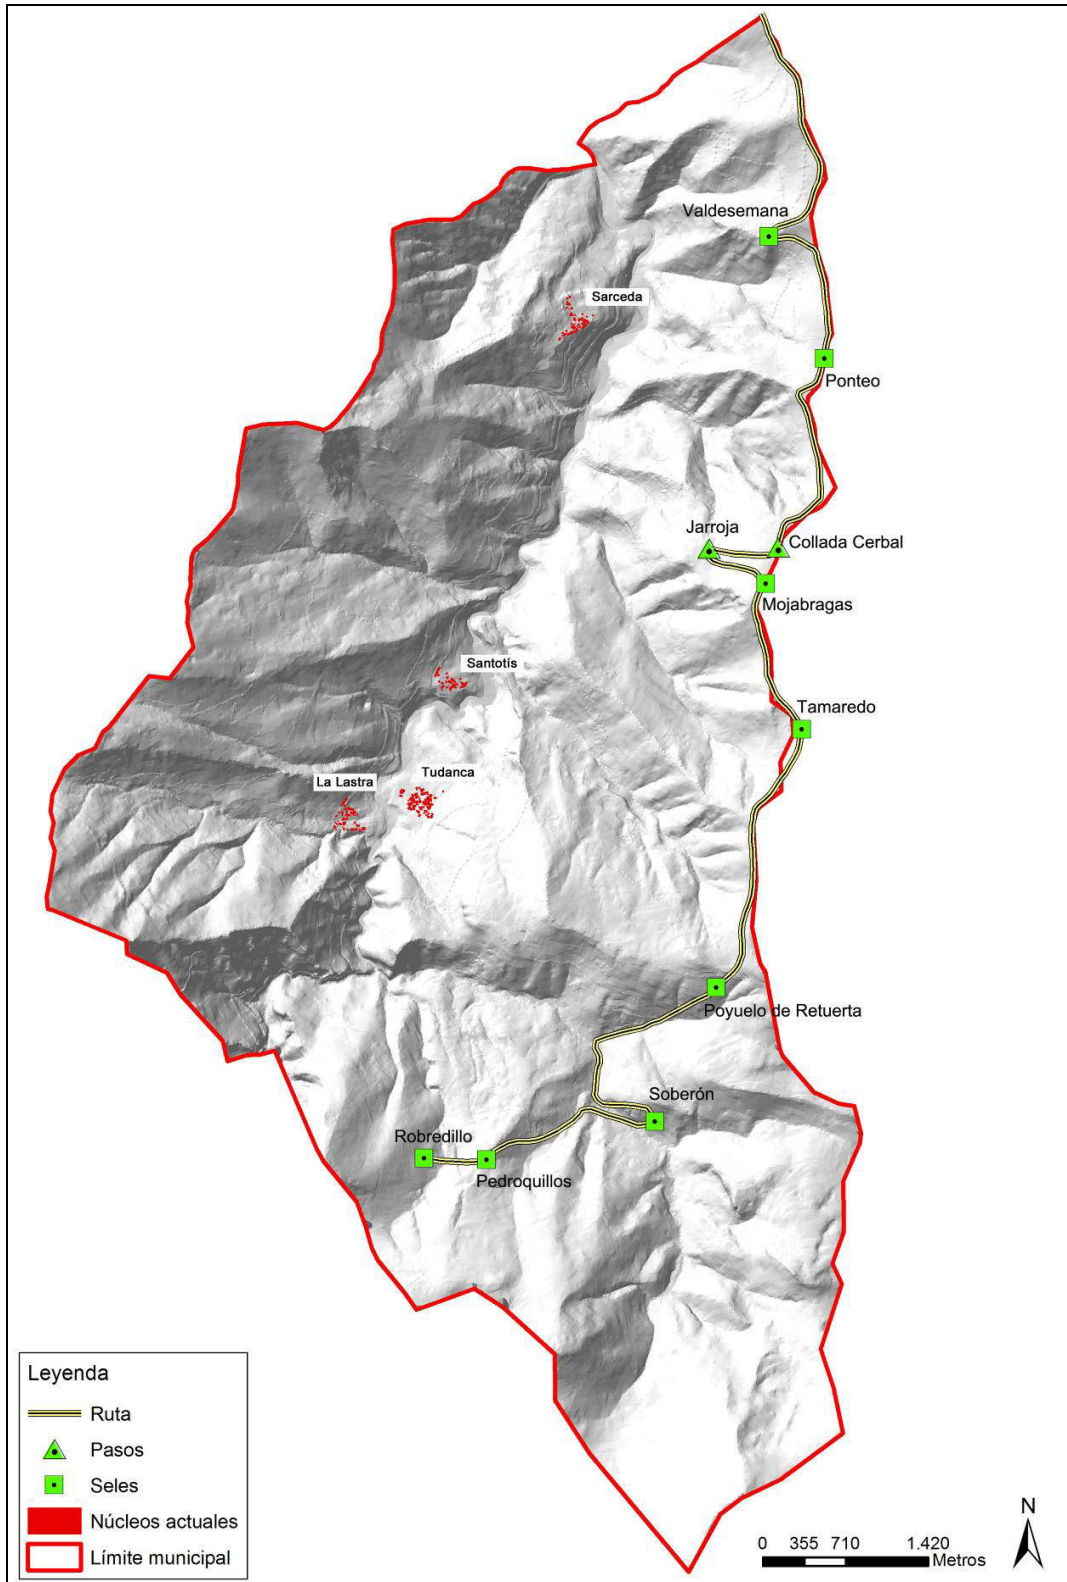 Valdesemana
Sarceda
Ponteo
Jarroja
Collada Cerbal
Mojabragas
Santotís
Tamaredo
La Lastra
Tudanca
Poyuelo de Retuerta
Soberón
Robredillo
Pedroquillos
Leyenda
Ruta
Pasos
Seles
Núcleos actuales
Límite municipal
N
0 355 710 1.420
Metros